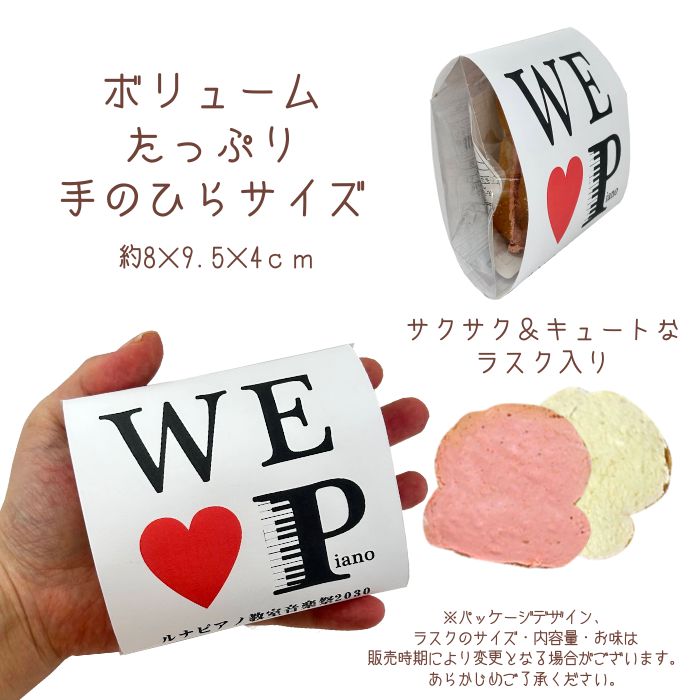 ボリューム
たっぷり
手のひらサイズ
約8×9.5×4cm
WE
Piano
サクサク&キュートな
ラスク入り
WE
Piano
ルナピアノ教室音楽祭2030
※パッケージデザイン、
ラスクのサイズ・内容量・お味は
販売時期により変更となる場合がございます。
あらかじめご了承ください。